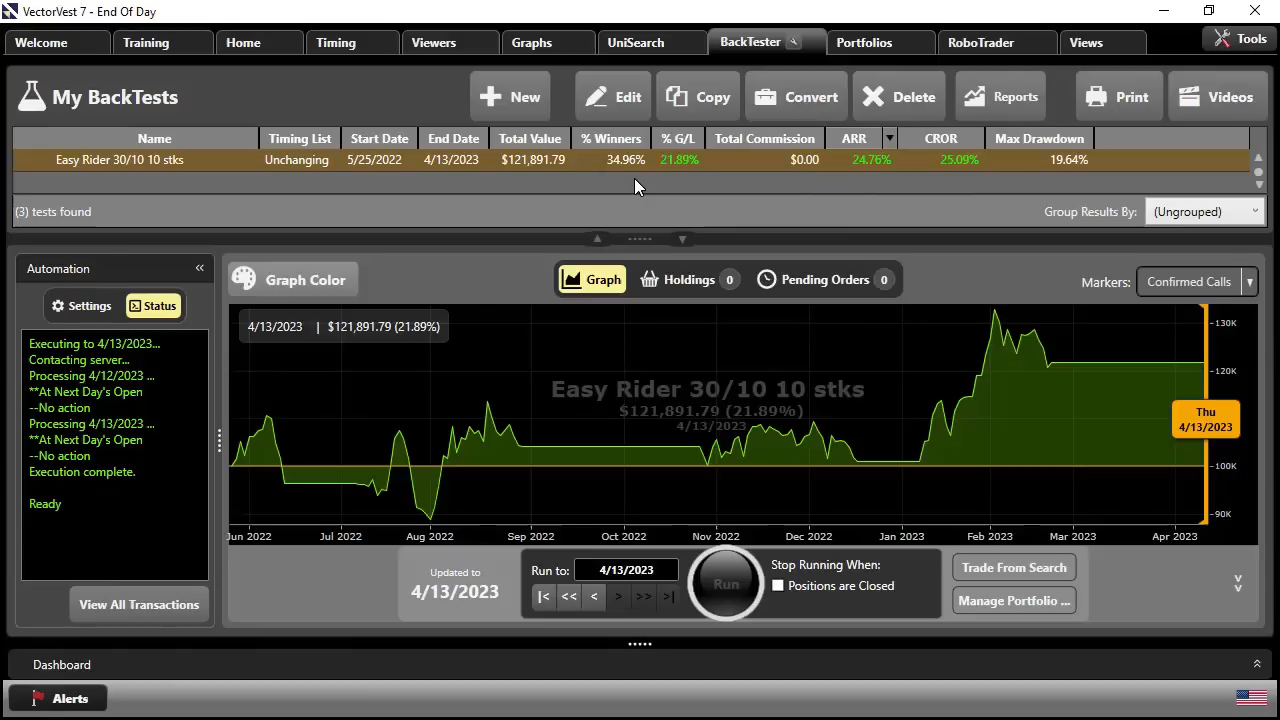 VectorVest 7 - End Of Day
Welcome Training Home Timing Viewers Graphs UniSearch BackTester Portfolios RoboTrader Views Tools
My BackTests New Edit Copy Convert Delete Reports Print Videos
Name Timing List Start Date End Date Total Value % Winners % G/L Total Commission ARR CROR Max Drawdown
Easy Rider 30/10 10 stks Unchanging 5/25/2022 4/13/2023 $121,891.79 34.96% 21.89% $0.00 24.76% 25.09% 19.64%
(3) tests found Group Results By: (Ungrouped)
Automation «
Settings Status
Executing to 4/13/2023...
Contacting server...
Processing 4/12/2023 ...
**At Next Day's Open
--No action
Processing 4/13/2023 ...
**At Next Day's Open
--No action
Execution complete.
Ready
View All Transactions
Graph Color Graph Holdings 0 Pending Orders 0 Markers: Confirmed Calls
4/13/2023 | $121,891.79 (21.89%)
Easy Rider 30/10 10 stks
$121,891.79 (21.89%)
4/13/2023
130K
120K
Thu
4/13/2023
100K
90K
Jun 2022 Jul 2022 Aug 2022 Sep 2022 Oct 2022 Nov 2022 Dec 2022 Jan 2023 Feb 2023 Mar 2023 Apr 2023
Updated to
4/13/2023
Run to: 4/13/2023
|< << < > >> >|
Run
Stop Running When:
Positions are Closed
Trade From Search
Manage Portfolio ...
Dashboard
Alerts